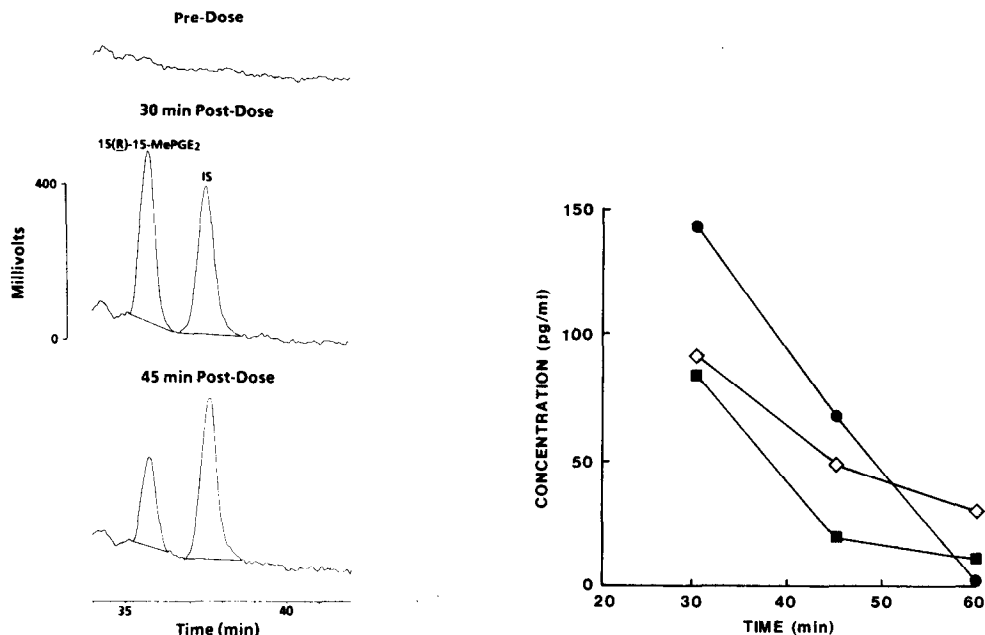 Pre-Dose
30 min Post-Dose
15(R)-15-MePGE2
IS
400
Millivolts
0
45 min Post-Dose
35
40
Time (min)
150
100
50
0
CONCENTRATION (pg/ml)
20
30
40
50
60
TIME (min)